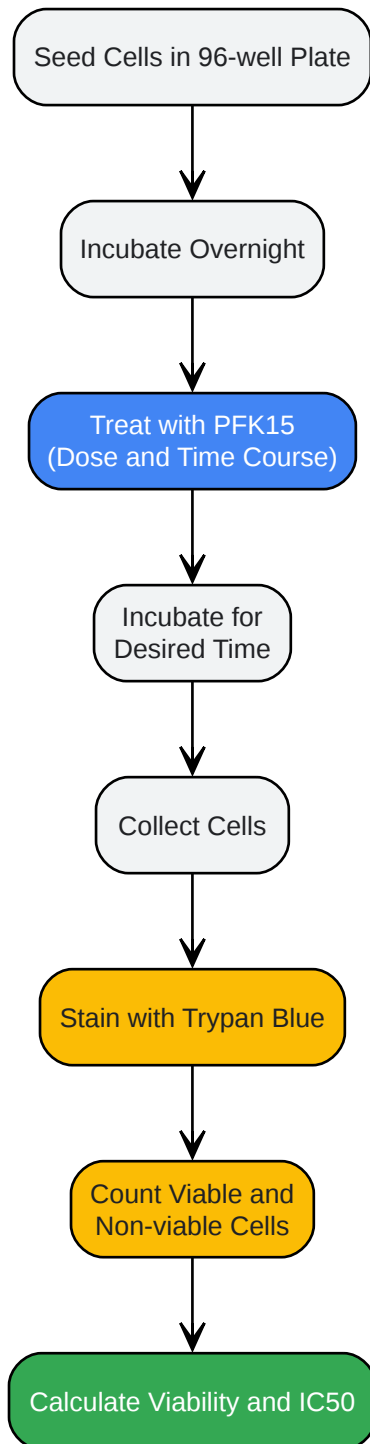 Seed Cells in 96-well Plate
Incubate Overnight
Treat with PFK15
(Dose and Time Course)
Incubate for
Desired Time
Collect Cells
Stain with Trypan Blue
Count Viable and
Non-viable Cells
Calculate Viability and IC50